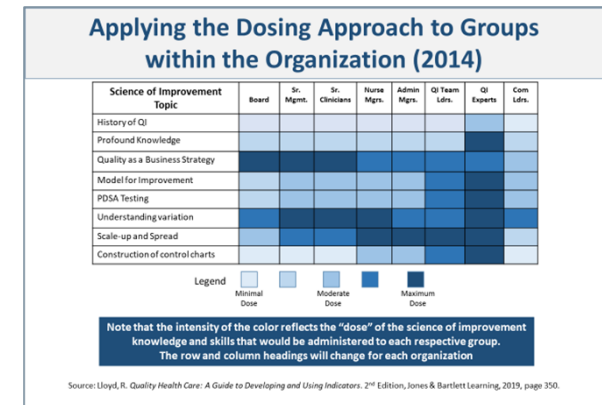 Applying the Dosing Approach to Groups
within the Organization (2014)
Science of Improvement
Topic
Board
Sr.
Mgmt.
Sr.
Clinicians
Nurse
Mgrs.
Admin
Mgrs.
QI Team
Ldrs.
QI
Experts
Com
Ldrs.
History of QI
Profound Knowledge
Quality as a Business Strategy
Model for Improvement
PDSA Testing
Understanding variation
Scale-up and Spread
Construction of control charts
Legend
Minimal
Dose
Moderate
Dose
Maximum
Dose
Note that the intensity of the color reflects the “dose” of the science of improvement
knowledge and skills that would be administered to each respective group.
The row and column headings will change for each organization
Source: Lloyd, R. Quality Health Care: A Guide to Developing and Using Indicators. 2nd Edition, Jones & Bartlett Learning, 2019, page 350.